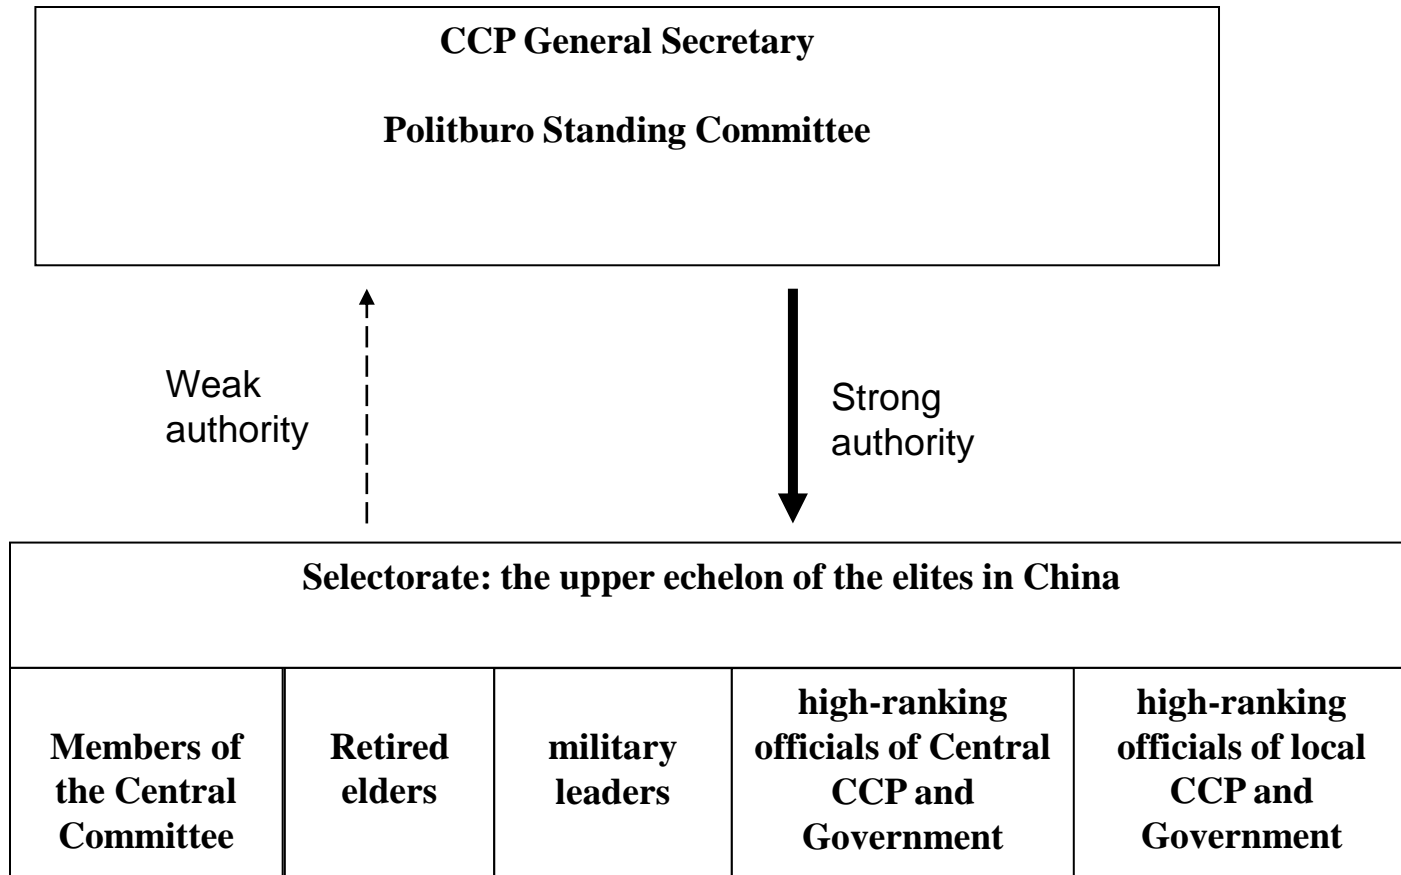 CCP General Secretary
Politburo Standing Committee
Weak
authority
Strong
authority
Selectorate: the upper echelon of the elites in China
Members of
the Central
Committee
Retired
elders
military
leaders
high-ranking
officials of Central
CCP and
Government
high-ranking
officials of local
CCP and
Government